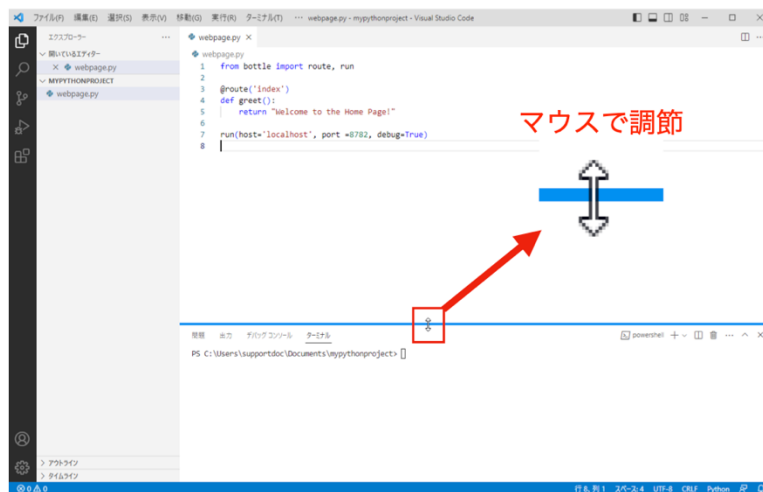 ファイル(F) 編集(E) 選択(S) 表示(V) 移動(G) 実行(R) ターミナル(T) ··· webpage.py - mypythonproject - Visual Studio Code
エクスプローラー ···
webpage.py ×
開いているエディター
× webpage.py
MYPYTHONPROJECT
webpage.py
webpage.py
1 from bottle import route, run
2
3 @route('index')
4 def greet():
5 return "Welcome to the Home Page!"
6
7 run(host='localhost', port =8782, debug=True)
8
マウスで調節
問題 出力 デバッグ コンソール ターミナル
powershell
PS C:\Users\supportdoc\Documents\mypythonproject>
アウトライン
タイムライン
0 0
行 8、列 1 スペース: 4 UTF-8 CRLF Python